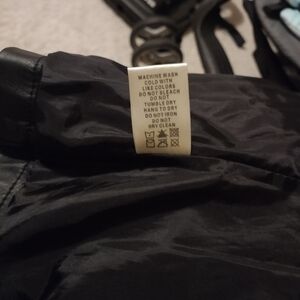 MACHINE WASH
COLD WITH
LIKE COLORS
DO NOT BLEACH
DO NOT
TUMBLE DRY
HANG TO DRY
DO NOT IRON
DO NOT
DRY CLEAN